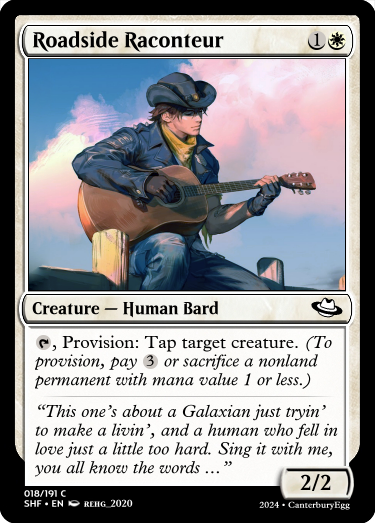 Roadside Raconteur 1
Creature — Human Bard
, Provision: Tap target creature. (To
provision, pay 3 or sacrifice a nonland
permanent with mana value 1 or less.)
“This one’s about a Galaxian just tryin’
to make a livin’, and a human who fell in
love just a little too hard. Sing it with me,
you all know the words …”
2/2
018/191 C
SHF • EN REHG_2020
2024 • CanterburyEgg